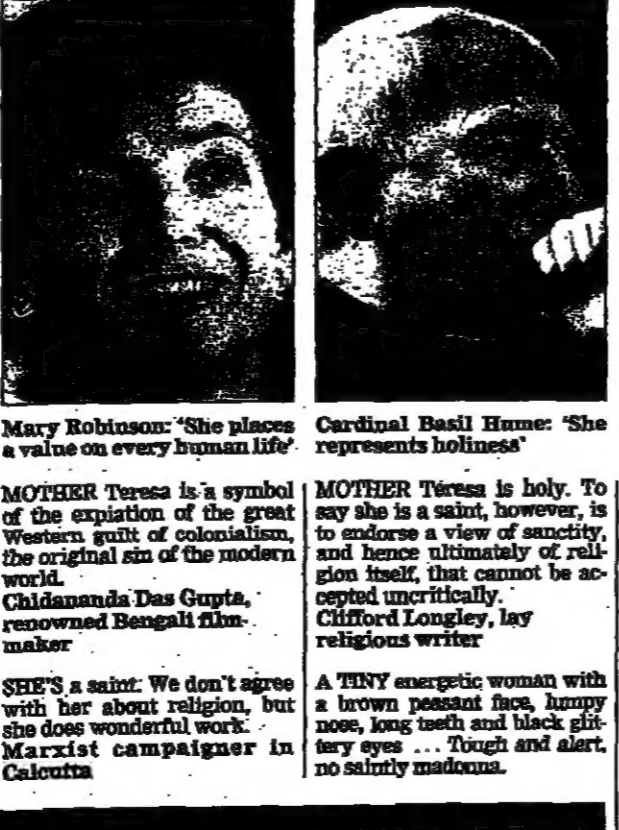 Mary Robinson: 'She places
a value on every human life'
MOTHER Teresa is a symbol
of the expiation of the great
Western guilt of colonialism,
the original sin of the modern
world.
Chidananda Das Gupta,
renowned Bengali film-
maker
SHE'S a saint. We don't agree
with her about religion, but
she does wonderful work.
Marxist campaigner in
Calcutta
Cardinal Basil Hume: 'She
represents holiness'
MOTHER Teresa is holy. To
say she is a saint, however, is
to endorse a view of sanctity,
and hence ultimately of reli-
gion itself, that cannot be ac-
cepted uncritically.
Clifford Longley, lay
religious writer
A TINY energetic woman with
a brown peasant face, lumpy
nose, long teeth and black glit-
tery eyes ... Tough and alert,
no saintly madonna.